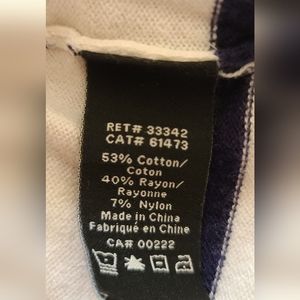 RET# 33342
CAT# 61473
53% Cotton/
Coton
40% Rayon/
Rayonne
7% Nylon
Made in China
Fabriqué en Chine
CA# 00222